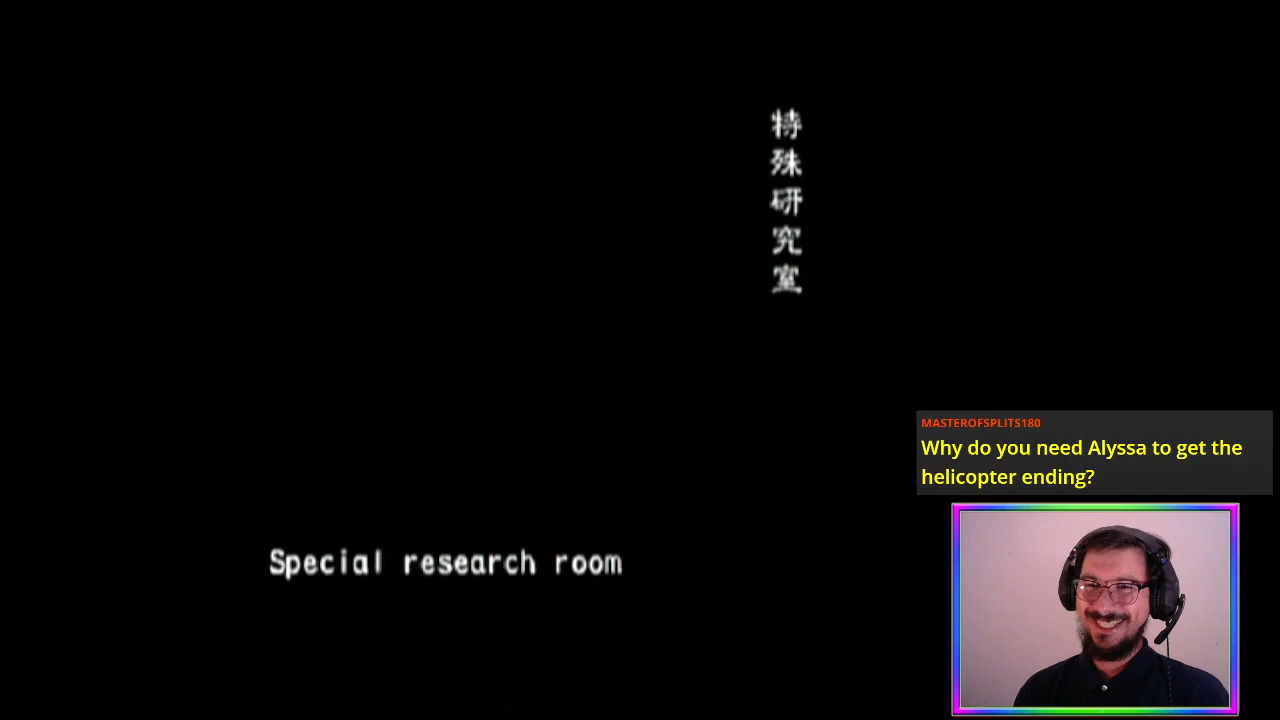 特殊研究室
MASTEROFSPLITS180
Why do you need Alyssa to get the
helicopter ending?
Special research room